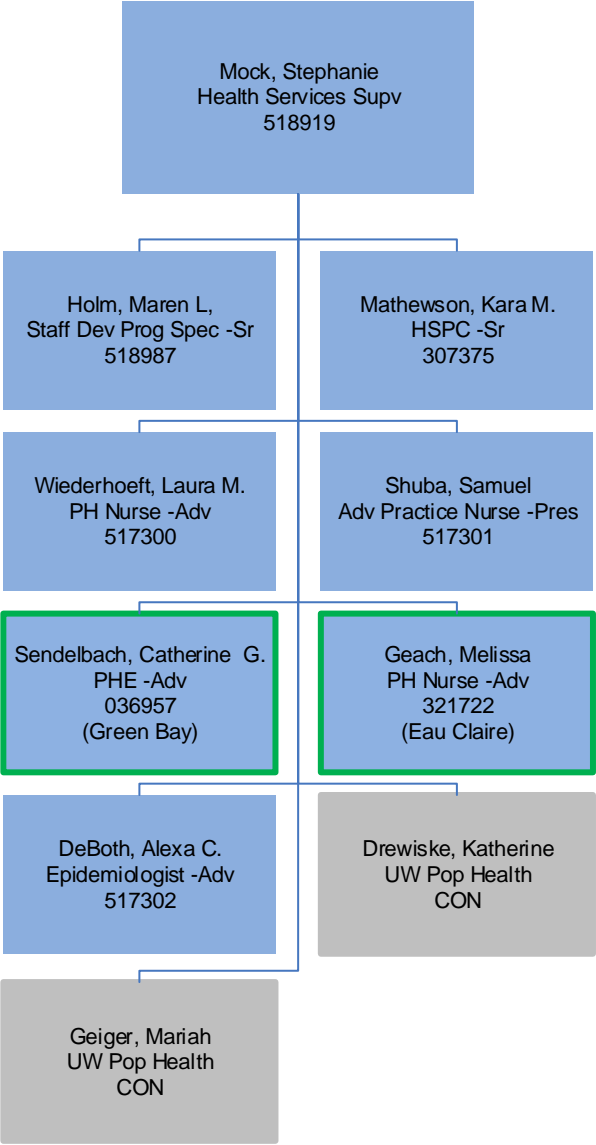 Mock, Stephanie
Health Services Supv
518919
Holm, Maren L,
Staff Dev Prog Spec -Sr
518987
Mathewson, Kara M.
HSPC -Sr
307375
Wiederhoeft, Laura M.
PH Nurse -Adv
517300
Shuba, Samuel
Adv Practice Nurse -Pres
517301
Sendelbach, Catherine G.
PHE -Adv
036957
(Green Bay)
Geach, Melissa
PH Nurse -Adv
321722
(Eau Claire)
DeBoth, Alexa C.
Epidemiologist -Adv
517302
Drewiske, Katherine
UW Pop Health
CON
Geiger, Mariah
UW Pop Health
CON